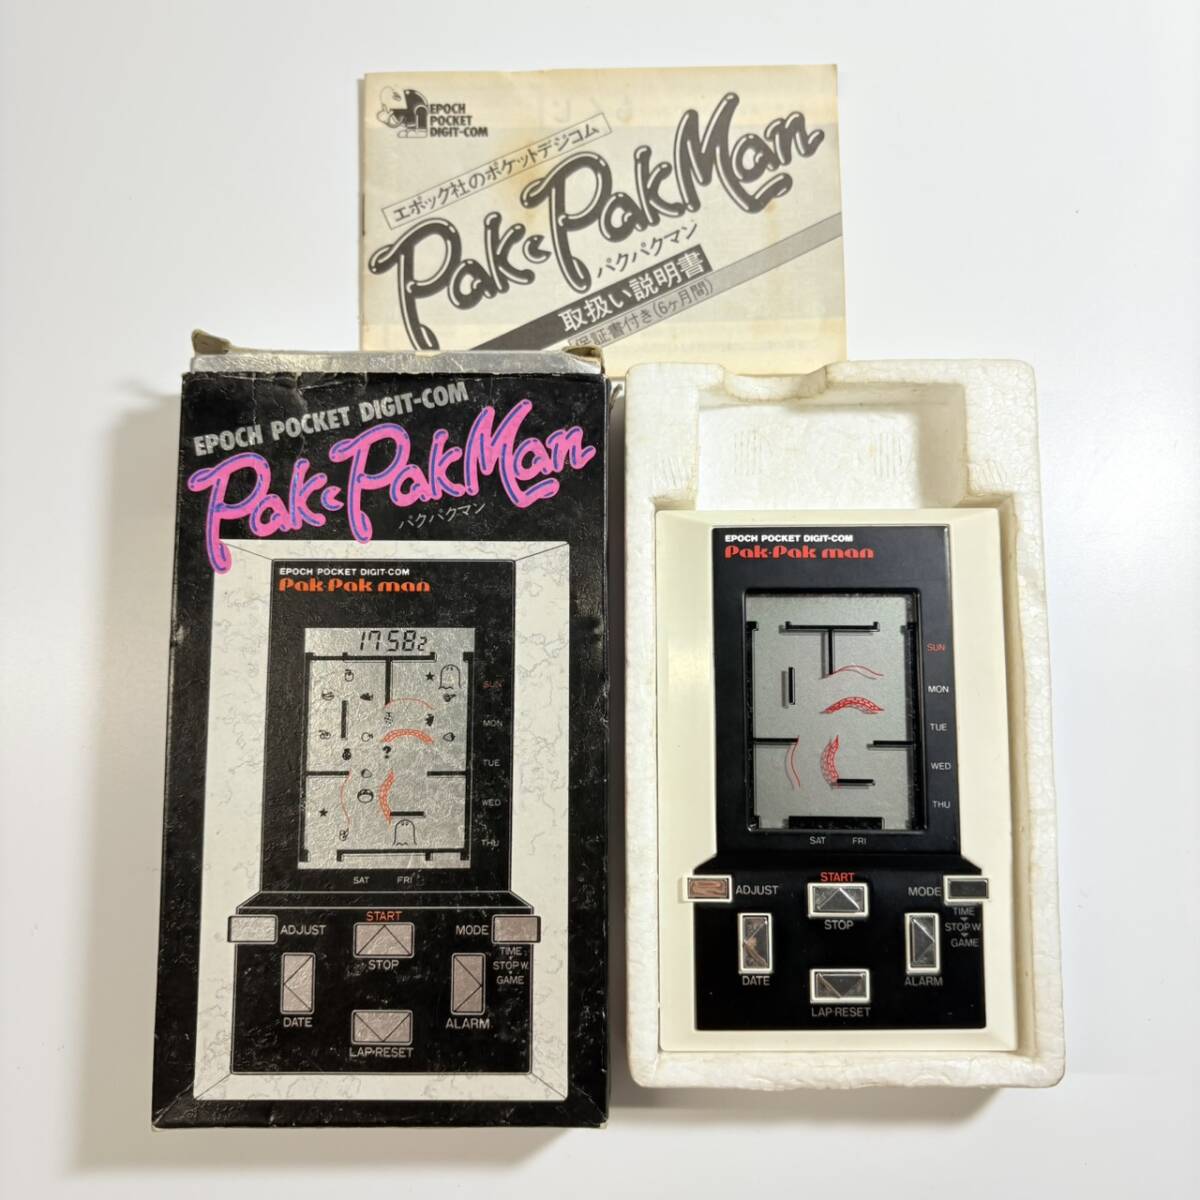 EPOCH
POCKET
DIGIT-COM
エポック社のポケットデジコム
Pak Pak Man
パクパクマン
取扱い説明書
保証書付き(6ヶ月間)
EPOCH POCKET DIGIT-COM
Pak Pak Man
パクパクマン
EPOCH POCKET DIGIT-COM
Pak-Pak man
17 58 2
SUN
MON
TUE
WED
THU
SAT FRI
START
ADJUST
MODE
STOP
TIME
STOP W.
GAME
DATE
ALARM
LAP•RESET
EPOCH POCKET DIGIT-COM
Pak-Pak man
SUN
MON
TUE
WED
THU
SAT FRI
START
ADJUST
MODE
STOP
TIME
STOP W.
GAME
DATE
ALARM
LAP•RESET